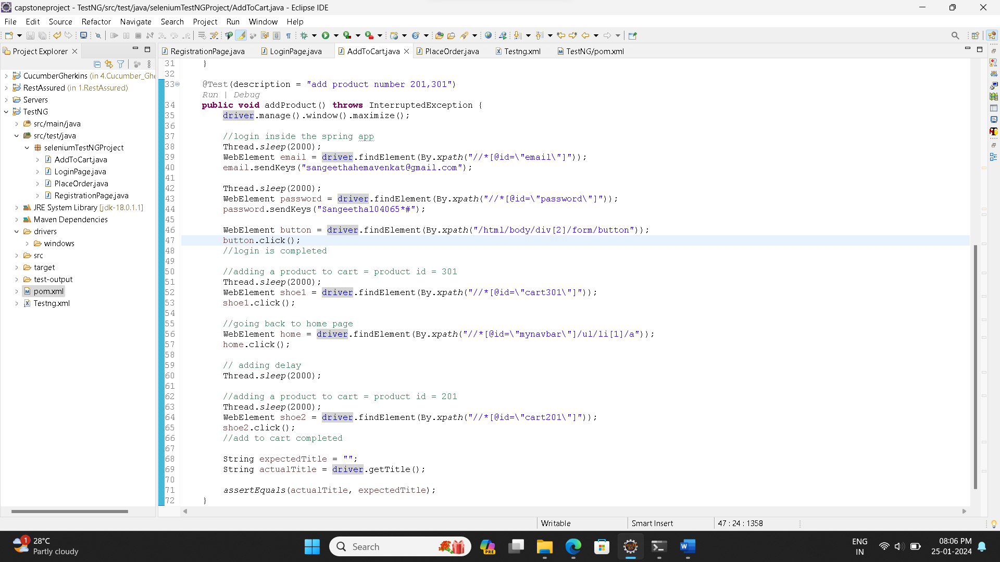 capstoneproject - TestNG/src/test/java/seleniumTestNGProject/AddToCart.java - Eclipse IDE
File Edit Source Refactor Navigate Search Project Run Window Help
Project Explorer
RegistrationPage.java LoginPage.java AddToCart.java PlaceOrder.java Testng.xml TestNG/pom.xml
CucumberGherkins (in 4.Cucumber_Ghe
RestAssured (in 1.RestAssured)
Servers
TestNG
src/main/java
src/test/java
seleniumTestNGProject
AddToCart.java
LoginPage.java
PlaceOrder.java
RegistrationPage.java
JRE System Library [jdk-18.0.1.1]
Maven Dependencies
drivers
windows
src
target
test-output
pom.xml
Testng.xml
31 }
32
33 @Test(description = "add product number 201,301")
Run | Debug
34 public void addProduct() throws InterruptedException {
35 driver.manage().window().maximize();
36
37 //login inside the spring app
38 Thread.sleep(2000);
39 WebElement email = driver.findElement(By.xpath("//*[@id=\"email\"]"));
40 email.sendKeys("sangeethahemavenkat@gmail.com");
41
42 Thread.sleep(2000);
43 WebElement password = driver.findElement(By.xpath("//*[@id=\"password\"]"));
44 password.sendKeys("Sangeetha104065*#");
45
46 WebElement button = driver.findElement(By.xpath("/html/body/div[2]/form/button"));
47 button.click();
48 //login is completed
49
50 //adding a product to cart = product id = 301
51 Thread.sleep(2000);
52 WebElement shoe1 = driver.findElement(By.xpath("//*[@id=\"cart301\"]"));
53 shoe1.click();
54
55 //going back to home page
56 WebElement home = driver.findElement(By.xpath("//*[@id=\"mynavbar\"]/ul/li[1]/a"));
57 home.click();
58
59 // adding delay
60 Thread.sleep(2000);
61
62 //adding a product to cart = product id = 201
63 Thread.sleep(2000);
64 WebElement shoe2 = driver.findElement(By.xpath("//*[@id=\"cart201\"]"));
65 shoe2.click();
66 //add to cart completed
67
68 String expectedTitle = "";
69 String actualTitle = driver.getTitle();
70
71 assertEquals(actualTitle, expectedTitle);
72 }
Writable Smart Insert 47 : 24 : 1358
1 28°C
Partly cloudy
Search
PRE
ENG
IN
08:06 PM
25-01-2024